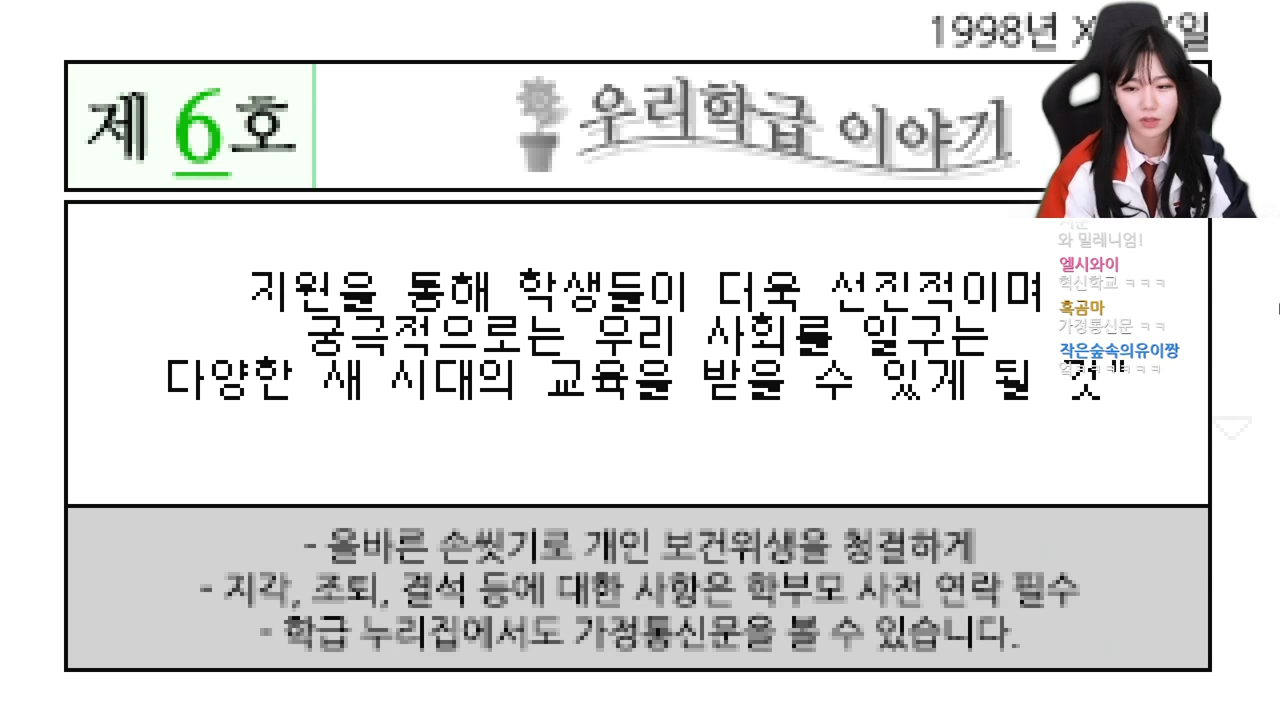 1998년
제 6호
우리학급 이야기
지원을 통해 학생들이 더욱 선진적이며
궁극적으로는 우리 사회를 일구는
다양한 새 시대의 교육을 받을 수 있게 될 것"
와 밀레니엄!
엘시와이
혁신학교 ㅋㅋㅋ
흑곰마
가정통신문 ㅋㅋ
작은숲속의유이짱
- 올바른 손씻기로 개인 보건위생을 청결하게
- 지각, 조퇴, 결석 등에 대한 사항은 학부모 사전 연락 필수
- 학급 누리집에서도 가정통신문을 볼 수 있습니다.